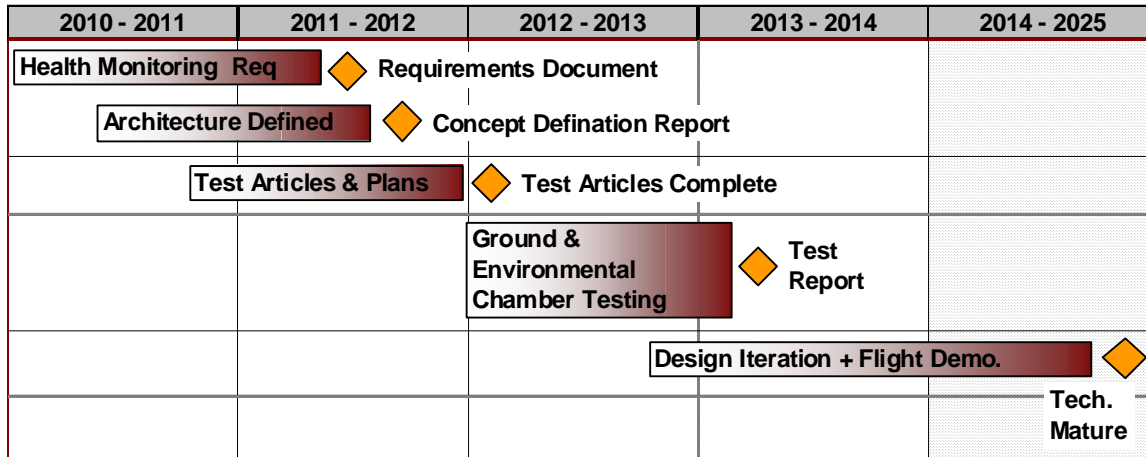 2010 - 2011 2011 - 2012 2012 - 2013 2013 - 2014 2014 - 2025
Health Monitoring Req Requirements Document
Architecture Defined Concept Defination Report
Test Articles & Plans Test Articles Complete
Ground &
Environmental
Chamber Testing
Test
Report
Design Iteration + Flight Demo.
Tech.
Mature